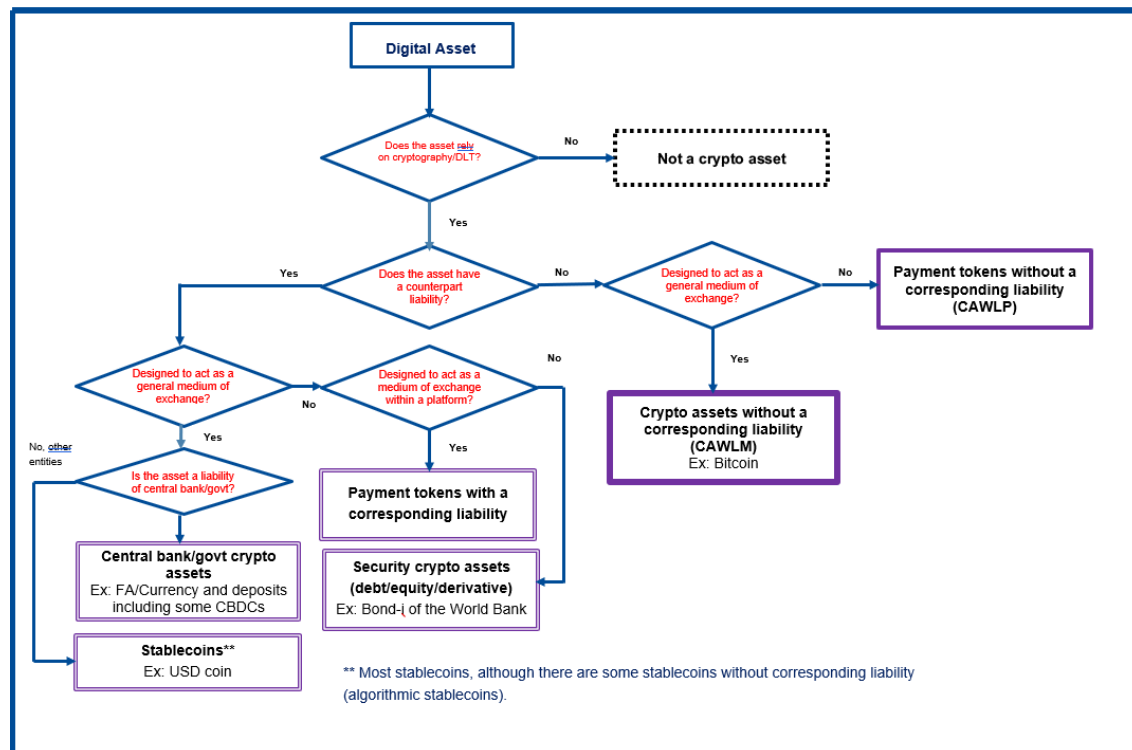 Digital Asset
Does the asset rely
on cryptography/DLT?
No
Not a crypto asset
Yes
Does the asset have
a counterpart
liability?
Yes
No
Designed to act as a
general medium of
exchange?
No
Payment tokens without a
corresponding liability
(CAWLP)
Yes
Crypto assets without a
corresponding liability
(CAWLM)
Ex: Bitcoin
Designed to act as a
general medium of
exchange?
No
Designed to act as a
medium of exchange
within a platform?
No
Yes
Payment tokens with a
corresponding liability
Security crypto assets
(debt/equity/derivative)
Ex: Bond-i of the World Bank
Yes
Is the asset a liability
of central bank/govt?
No, other
entities
Central bank/govt crypto
assets
Ex: FA/Currency and deposits
including some CBDCs
Stablecoins**
Ex: USD coin
** Most stablecoins, although there are some stablecoins without corresponding liability
(algorithmic stablecoins).